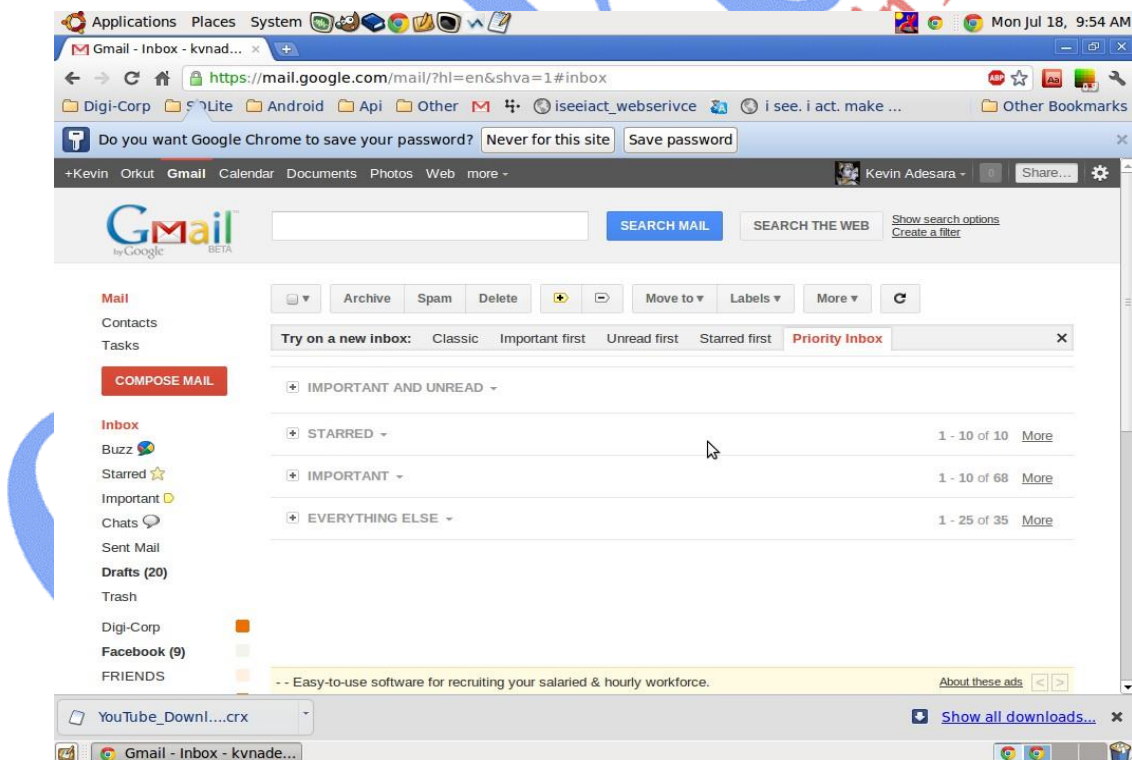 Applications Places System Mon Jul 18, 9:54 AM
Gmail - Inbox - kvnad...
https://mail.google.com/mail/?hl=en&shva=1#inbox
Digi-Corp SQLite Android Api Other iseeiact_webserivce i see. i act. make ... Other Bookmarks
Do you want Google Chrome to save your password? Never for this site Save password
+Kevin Orkut Gmail Calendar Documents Photos Web more Kevin Adesara 0 Share...
Gmail by Google BETA
SEARCH MAIL SEARCH THE WEB Show search options
Create a filter
Mail Archive Spam Delete Move to Labels More
Contacts
Tasks Try on a new inbox: Classic Important first Unread first Starred first Priority Inbox
COMPOSE MAIL IMPORTANT AND UNREAD
Inbox STARRED 1 - 10 of 10 More
Buzz
Starred IMPORTANT 1 - 10 of 68 More
Important
Chats EVERYTHING ELSE 1 - 25 of 35 More
Sent Mail
Drafts (20)
Trash
Digi-Corp
Facebook (9)
FRIENDS - - Easy-to-use software for recruiting your salaried & hourly workforce. About these ads < >
YouTube_Downl....crx Show all downloads...
Gmail - Inbox - kvnade...